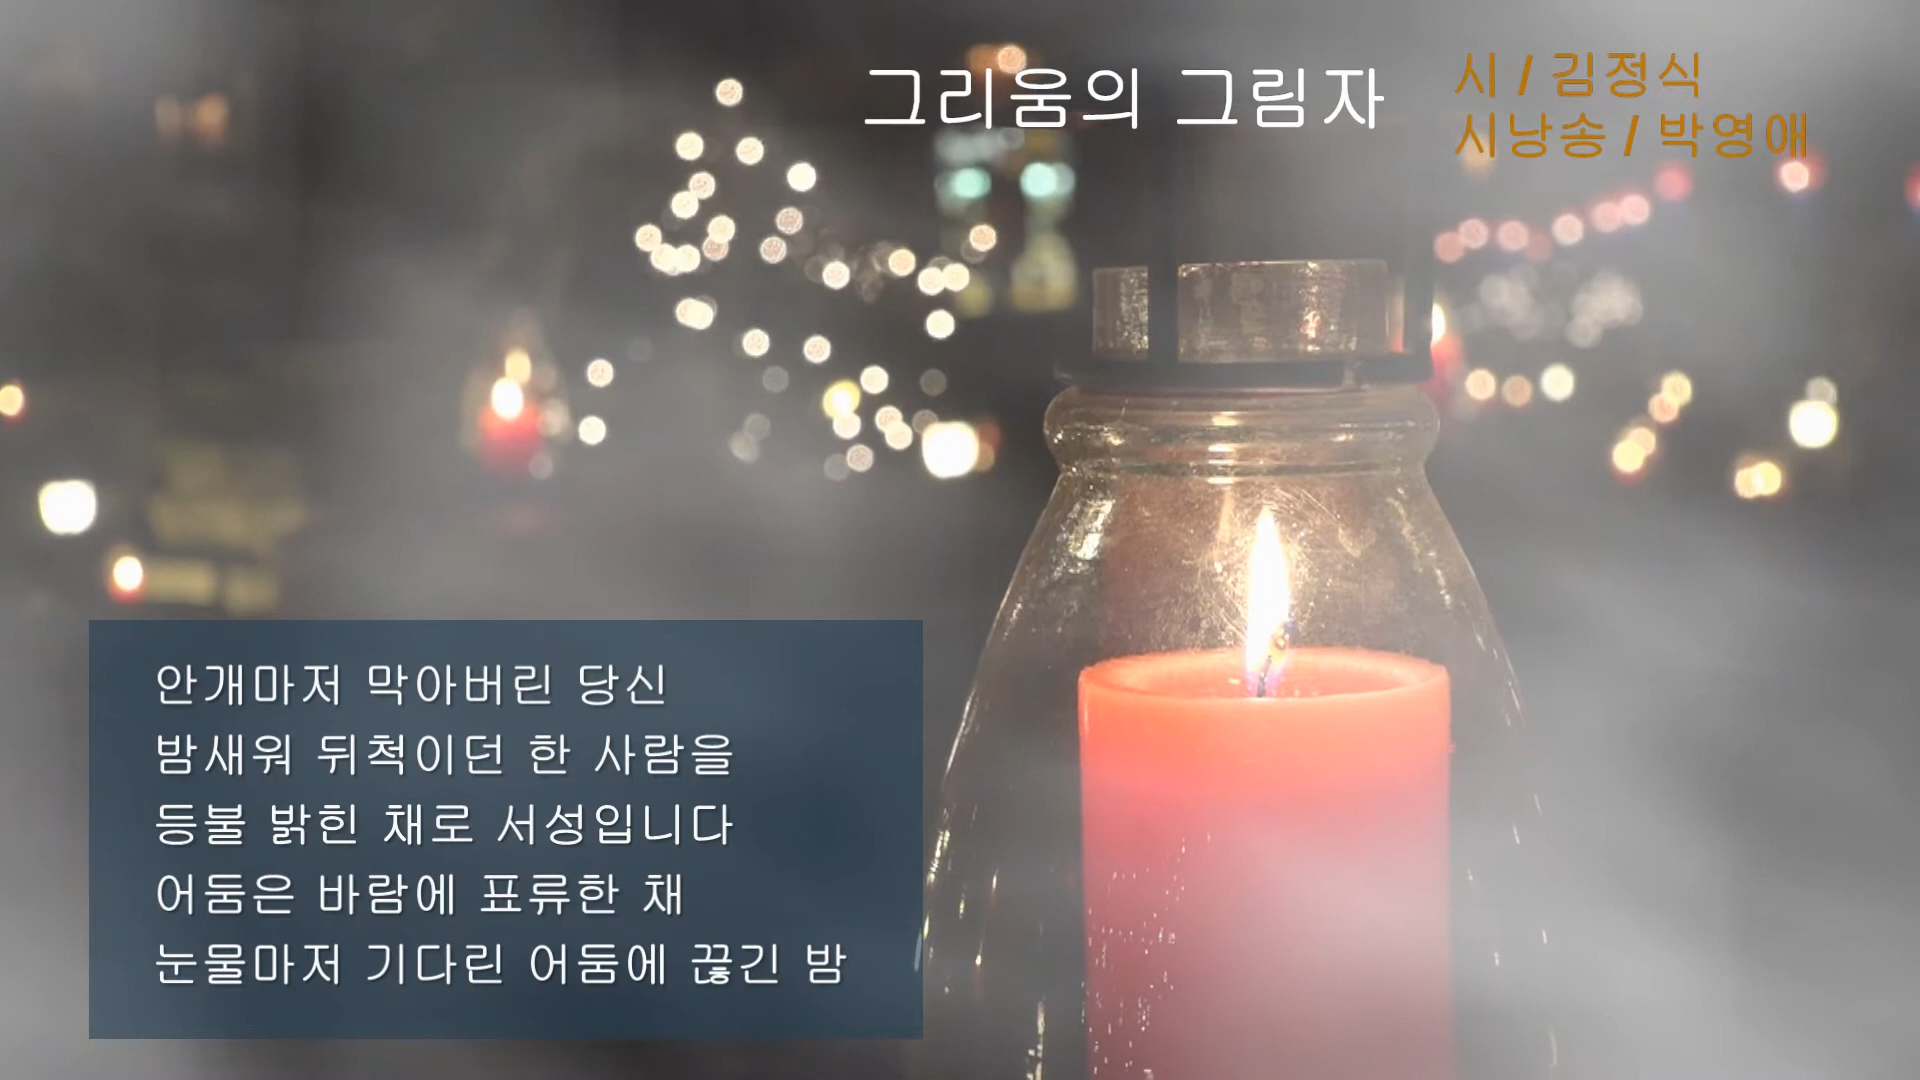 그리움의 그림자
시 / 김정식
시낭송 / 박영애
안개마저 막아버린 당신
밤새워 뒤척이던 한 사람을
등불 밝힌 채로 서성입니다
어둠은 바람에 표류한 채
눈물마저 기다린 어둠에 끊긴 밤